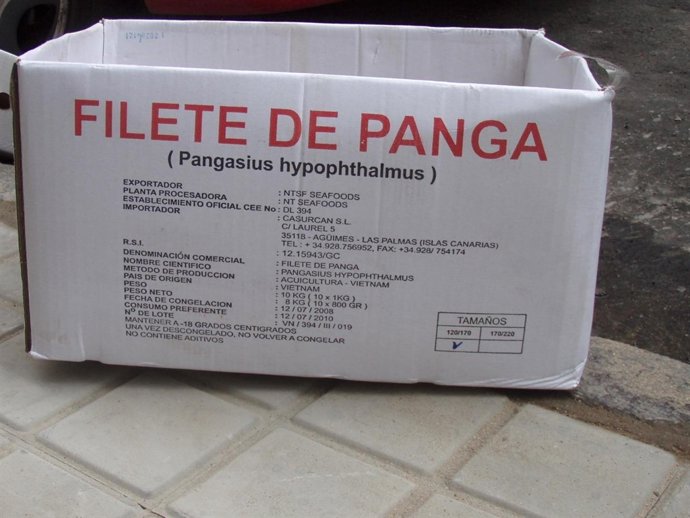 FILETE DE PANGA
( Pangasius hypophthalmus )
EXPORTADOR : NTSF SEAFOODS
PLANTA PROCESADORA : NT SEAFOODS
ESTABLECIMIENTO OFICIAL CEE No : DL 394
IMPORTADOR : CASURCAN S.L.
C/ LAUREL 5
35118 - AGÜIMES - LAS PALMAS (ISLAS CANARIAS)
TEL : + 34.928.756952, FAX: +34.928/ 754174
R.S.I. : 12.15943/GC
DENOMINACIÓN COMERCIAL : FILETE DE PANGA
NOMBRE CIENTIFICO : PANGASIUS HYPOPHTHALMUS
METODO DE PRODUCCION : ACUICULTURA - VIETNAM
PAIS DE ORIGEN : VIETNAM
PESO : 10 KG ( 10 x 1KG )
PESO NETO : 8 KG ( 10 x 800 GR )
FECHA DE CONGELACION : 12 / 07 / 2008
CONSUMO PREFERENTE : 12 / 07 / 2010
Nº DE LOTE : VN / 394 / III / 019
MANTENER A -18 GRADOS CENTIGRADOS
UNA VEZ DESCONGELADO, NO VOLVER A CONGELAR
NO CONTIENE ADITIVOS
TAMAÑOS
120/170 170/220